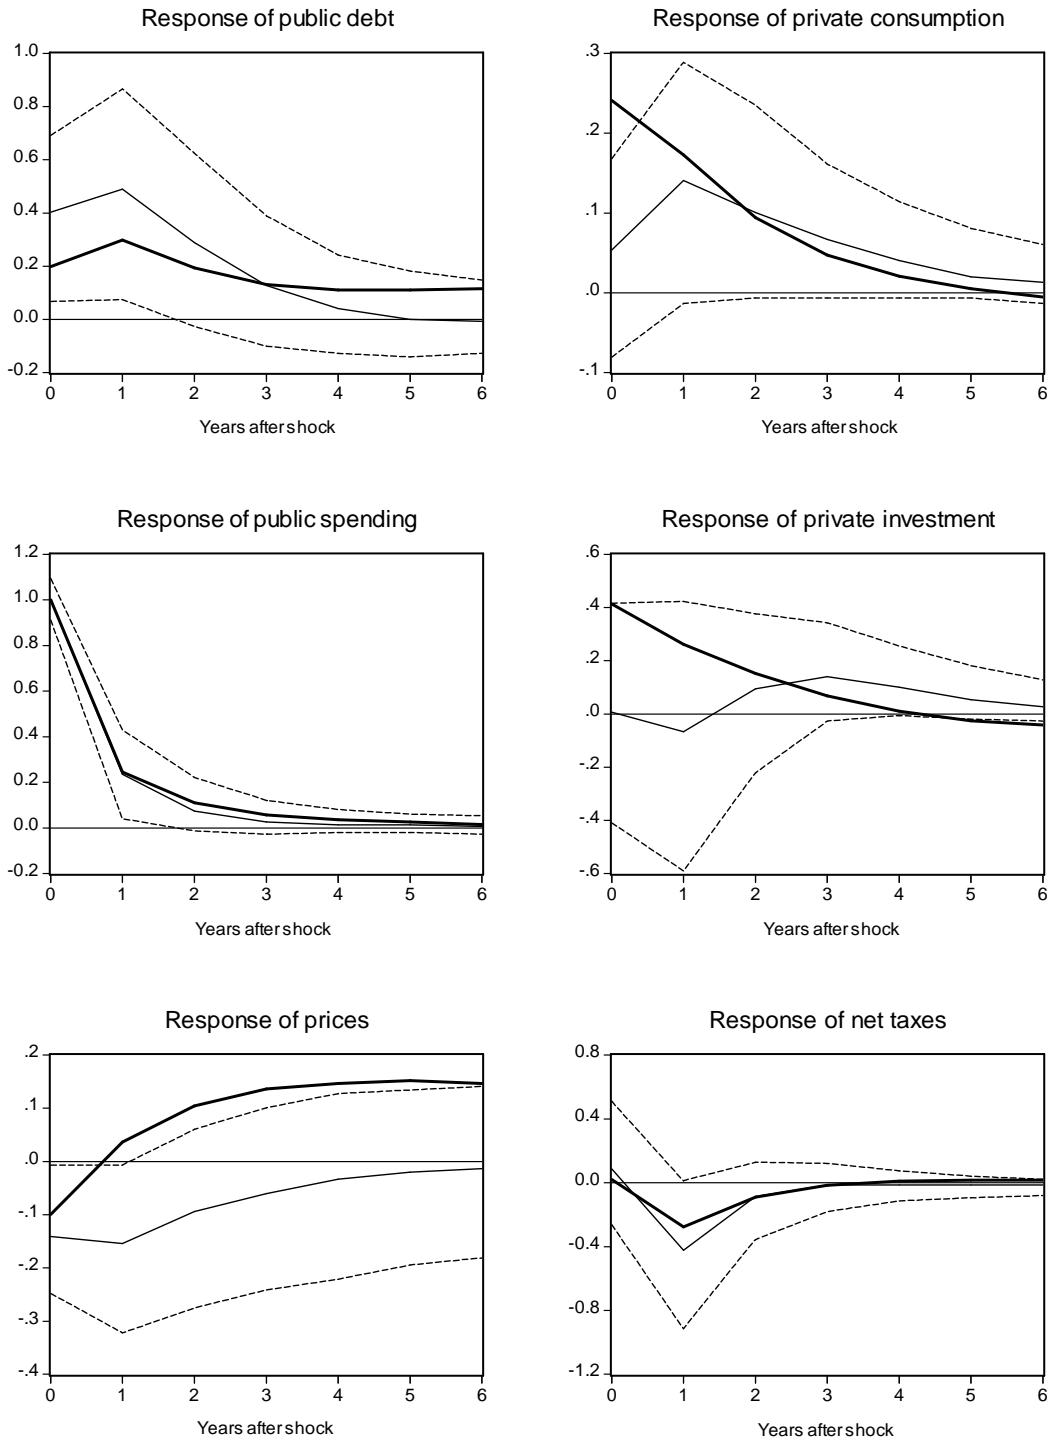 Response of public debt
1.0
0.8
0.6
0.4
0.2
0.0
-0.2
0 1 2 3 4 5 6
Years after shock
Response of private consumption
.3
.2
.1
.0
-.1
0 1 2 3 4 5 6
Years after shock
Response of public spending
1.2
1.0
0.8
0.6
0.4
0.2
0.0
-0.2
0 1 2 3 4 5 6
Years after shock
Response of private investment
.6
.4
.2
.0
-.2
-.4
-.6
0 1 2 3 4 5 6
Years after shock
Response of prices
.2
.1
.0
-.1
-.2
-.3
-.4
0 1 2 3 4 5 6
Years after shock
Response of net taxes
0.8
0.4
0.0
-0.4
-0.8
-1.2
0 1 2 3 4 5 6
Years after shock